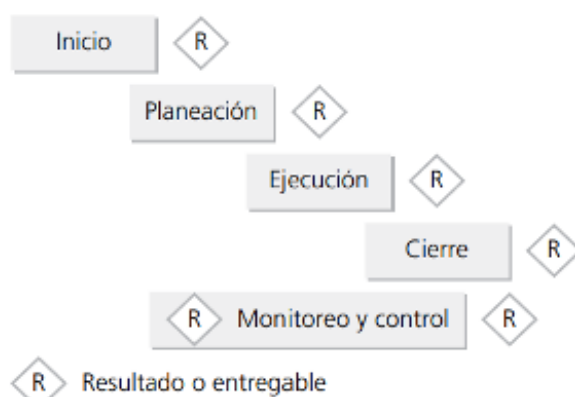 Inicio R
Planeación R
Ejecución R
Cierre R
R Monitoreo y control R
R Resultado o entregable